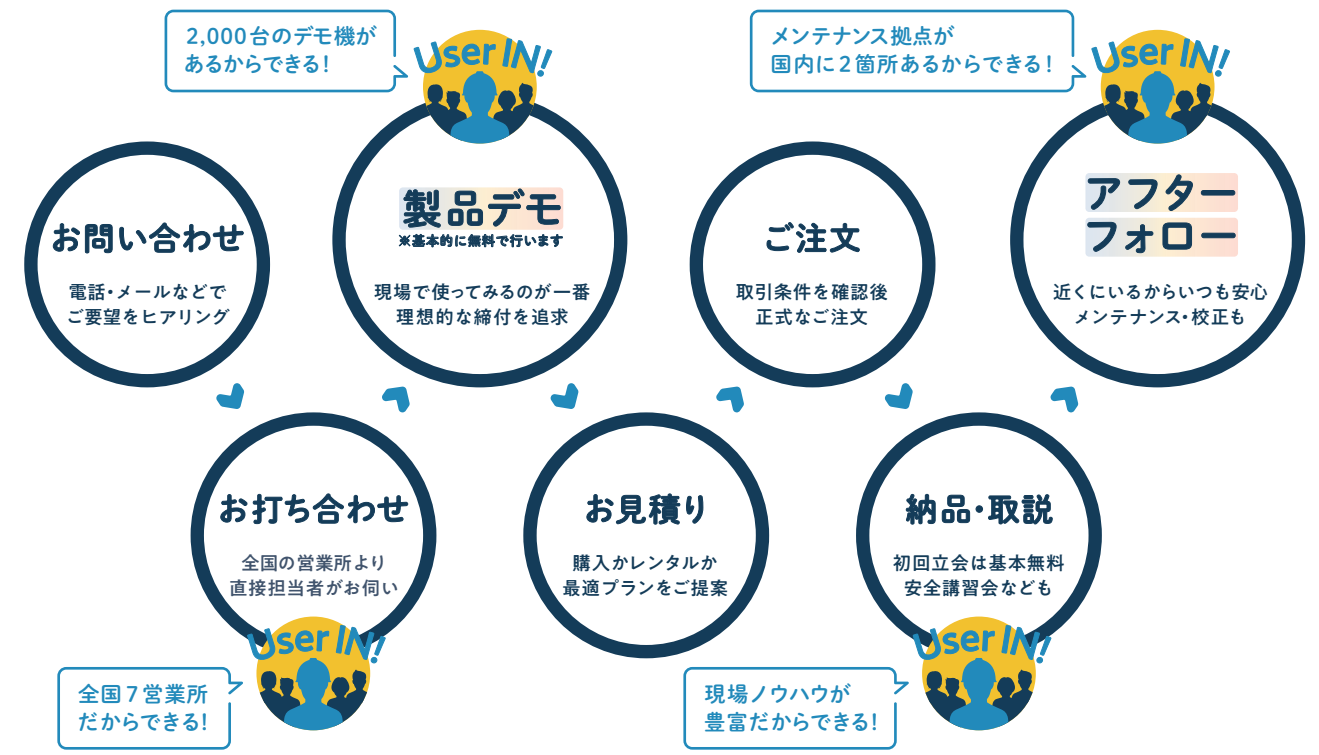 お問い合わせ
電話・メールなどで
ご要望をヒアリング
お打ち合わせ
全国の営業所より
直接担当者がお伺い
User IN!
全国7営業所
だからできる!
2,000台のデモ機が
あるからできる!
User IN!
製品デモ
※基本的に無料で行います
現場で使ってみるのが一番
理想的な締付を追求
お見積り
購入かレンタルか
最適プランをご提案
ご注文
取引条件を確認後
正式なご注文
納品・取説
初回立会は基本無料
安全講習会なども
User IN!
現場ノウハウが
豊富だからできる!
メンテナンス拠点が
国内に2箇所あるからできる!
User IN!
アフター
フォロー
近くにいるからいつも安心
メンテナンス・校正も